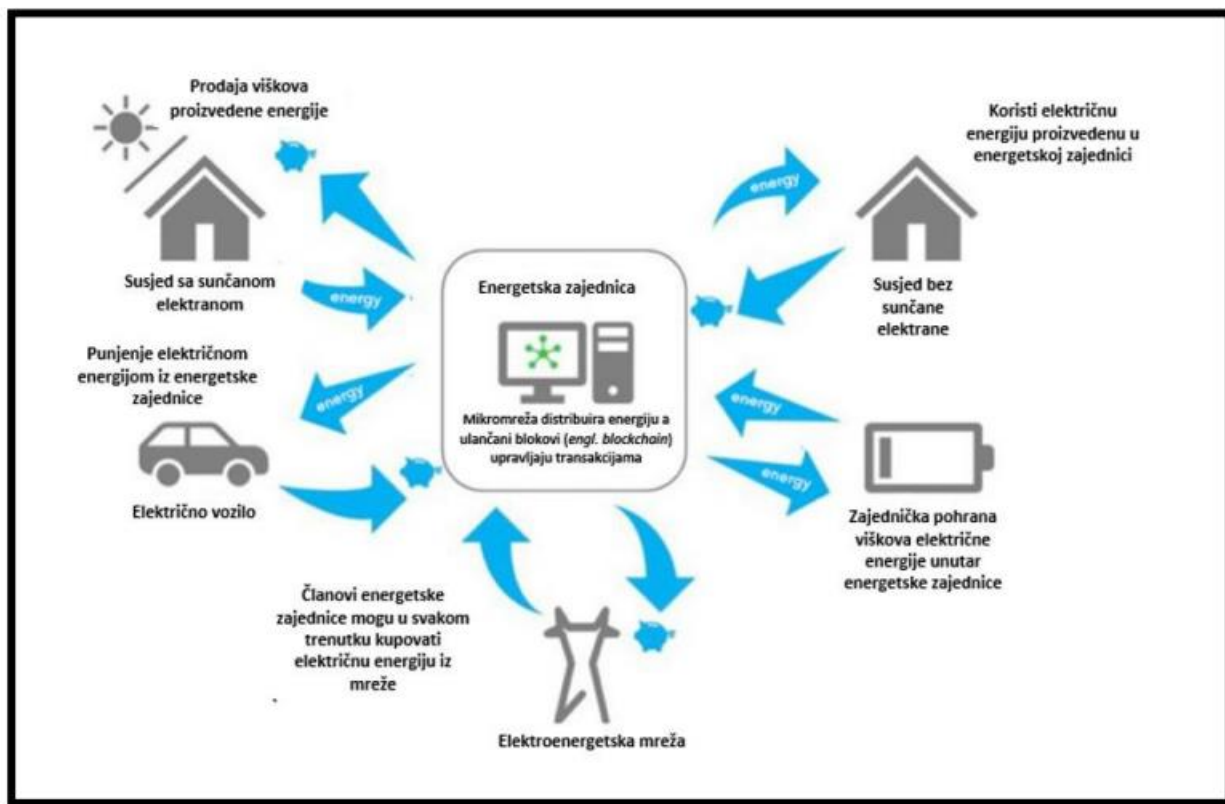 Prodaja viškova
proizvedene energije
Susjed sa sunčanom
elektranom
energy
Punjenje električnom
energijom iz energetske
zajednice
energy
Električno vozilo
Energetska zajednica
Mikromreža distribuira energiju a
ulančani blokovi (engl. blockchain)
upravljaju transakcijama
Koristi električnu
energiju proizvedenu u
energetskoj zajednici
energy
Susjed bez
sunčane
elektrane
energy
energy
Zajednička pohrana
viškova električne
energije unutar
energetske zajednice
Članovi energetske
zajednice mogu u svakom
trenutku kupovati
električnu energiju iz
mreže
Elektroenergetska mreža